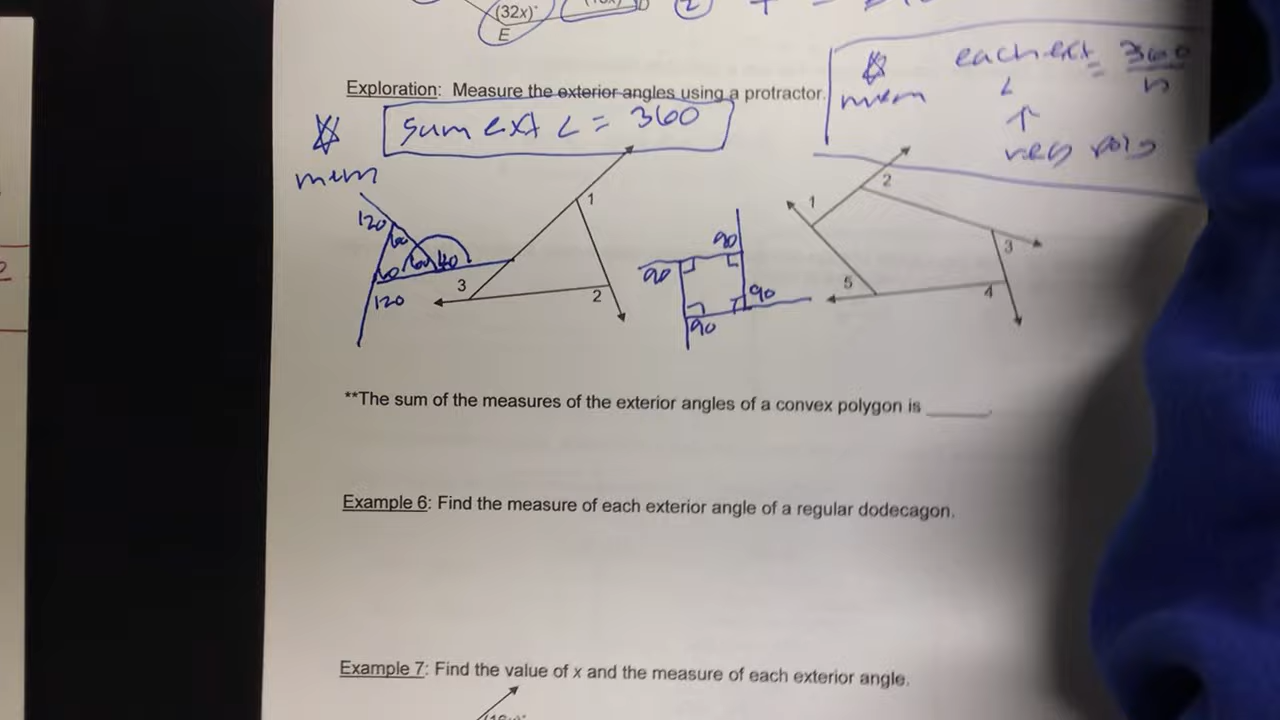 (32x)°
E
2
each ext = 360
∠ n
mem
↑
reg poly
Exploration: Measure the exterior angles using a protractor.
sum ext ∠ = 360
mem
1
2
3
120
60
60
60
120
90
90
90
90
1
2
3
4
5
**The sum of the measures of the exterior angles of a convex polygon is ______.
Example 6: Find the measure of each exterior angle of a regular dodecagon.
Example 7: Find the value of x and the measure of each exterior angle.